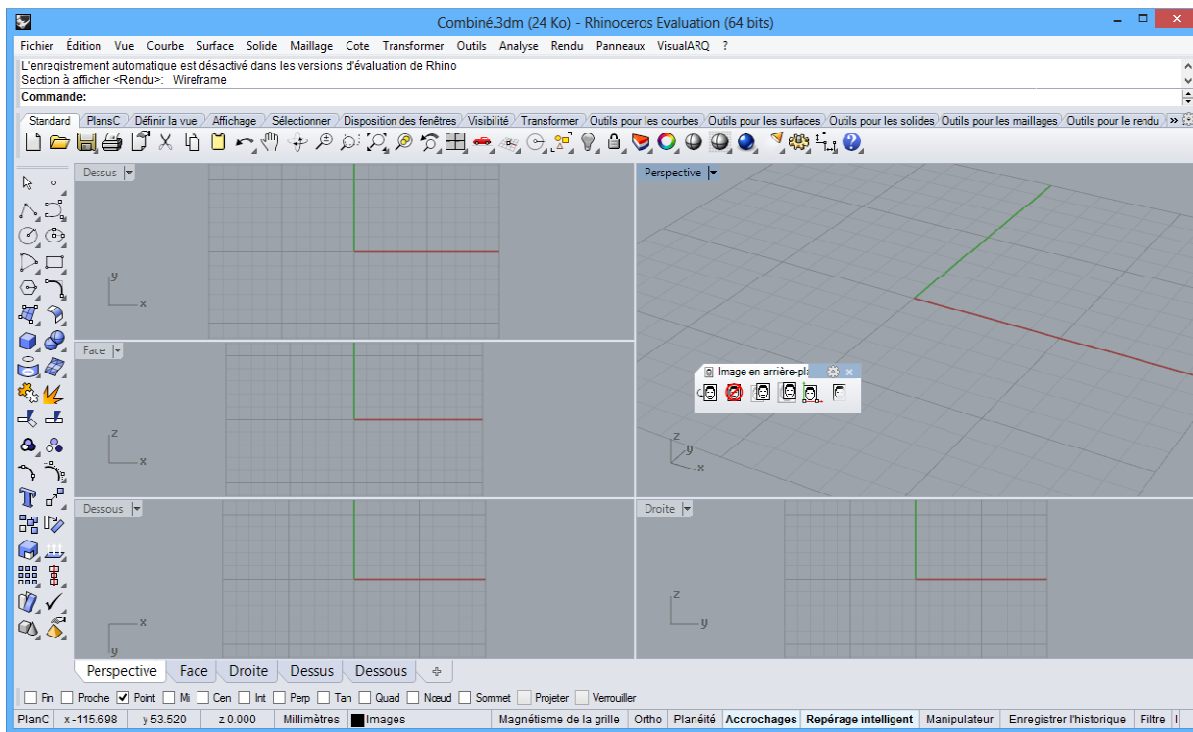 Combiné.3dm (24 Ko) - Rhinoceros Evaluation (64 bits)
Fichier Édition Vue Courbe Surface Solide Maillage Cote Transformer Outils Analyse Rendu Panneaux VisualARQ ?
L'enregistrement automatique est désactivé dans les versions d'évaluation de Rhino
Section à afficher <Rendu>: Wireframe
Commande:
Standard PlansC Définir la vue Affichage Sélectionner Disposition des fenêtres Visibilité Transformer Outils pour les courbes Outils pour les surfaces Outils pour les solides Outils pour les maillages Outils pour le rendu »
Dessus
Perspective
y
x
Face
Image en arrière-pl
z
x
z
y
x
Dessous
Droite
x
y
z
y
Perspective Face Droite Dessus Dessous
Fin Proche Point Mi Cen Int Perp Tan Quad Nœud Sommet Projeter Verrouiller
PlanC x -115.698 y 53.520 z 0.000 Millimètres Images Magnétisme de la grille Ortho Planéité Accrochages Repérage intelligent Manipulateur Enregistrer l'historique Filtre